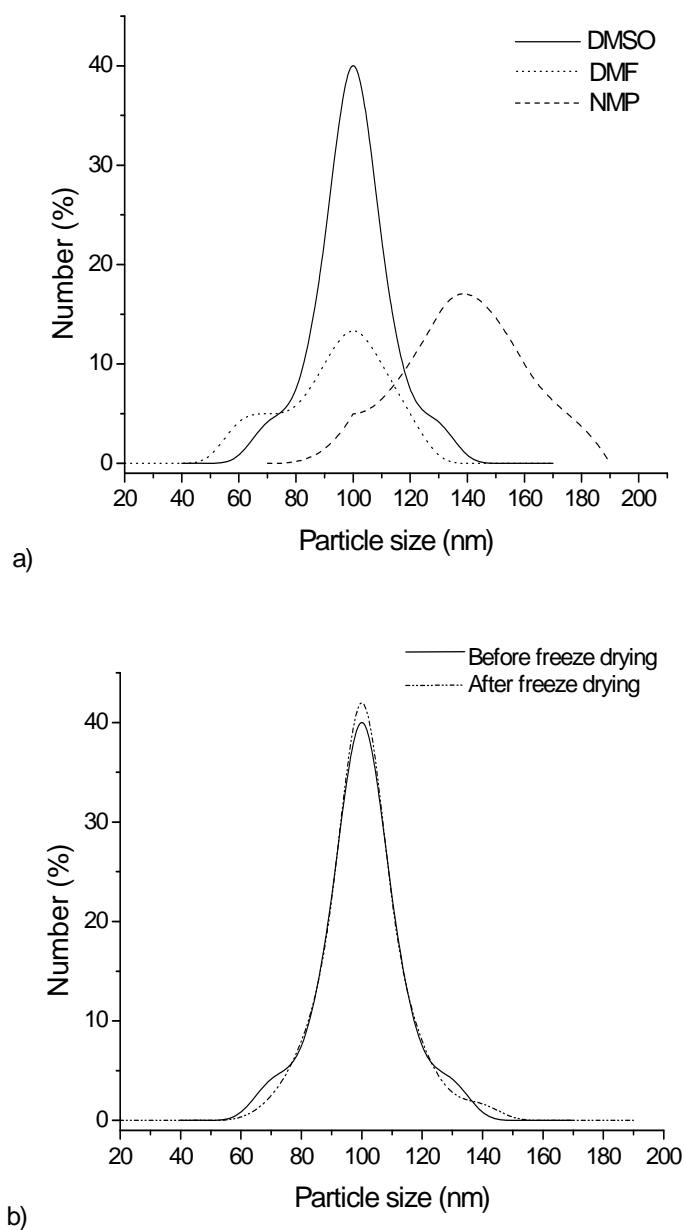 DMSO
DMF
NMP
40
30
20
10
0
Number (%)
20 40 60 80 100 120 140 160 180 200
Particle size (nm)
a)
Before freeze drying
After freeze drying
40
30
20
10
0
Number (%)
20 40 60 80 100 120 140 160 180 200
Particle size (nm)
b)